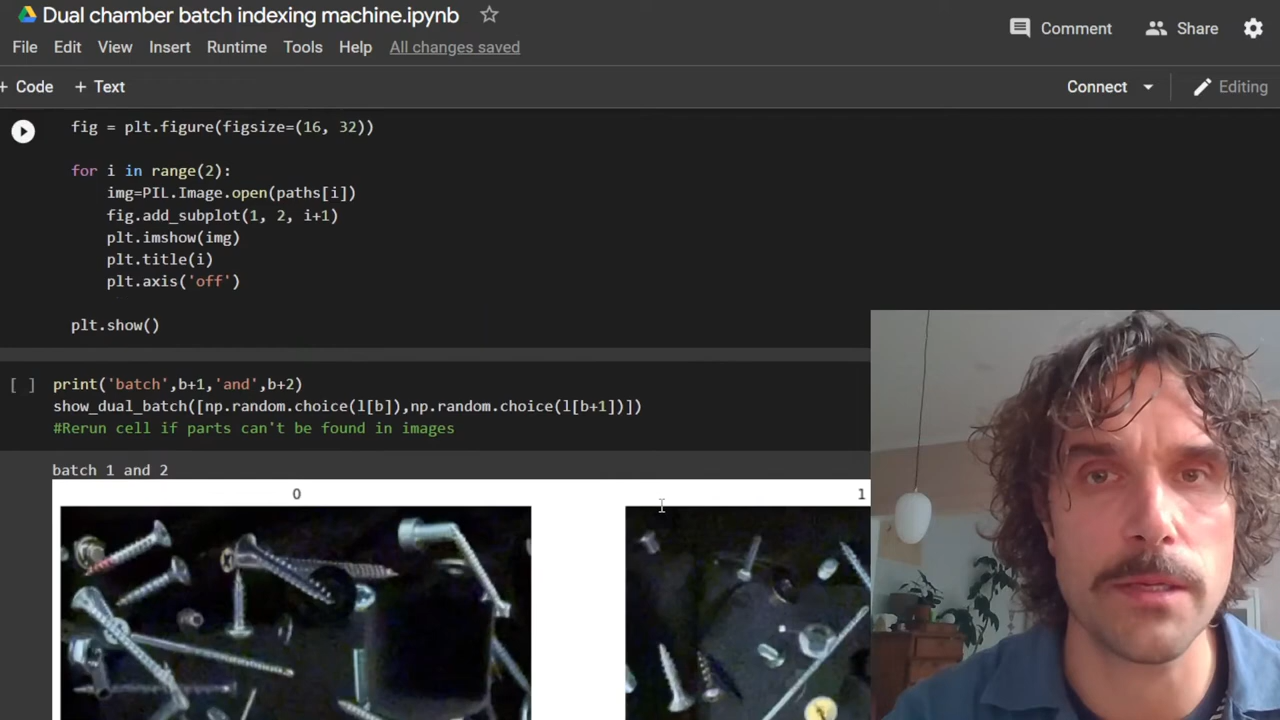 Dual chamber batch indexing machine.ipynb
Comment
Share
File Edit View Insert Runtime Tools Help All changes saved
+ Code + Text
Connect
Editing
fig = plt.figure(figsize=(16, 32))
for i in range(2):
img=PIL.Image.open(paths[i])
fig.add_subplot(1, 2, i+1)
plt.imshow(img)
plt.title(i)
plt.axis('off')
plt.show()
[ ] print('batch',b+1,'and',b+2)
show_dual_batch([np.random.choice(l[b]),np.random.choice(l[b+1])])
#Rerun cell if parts can't be found in images
batch 1 and 2
0 1